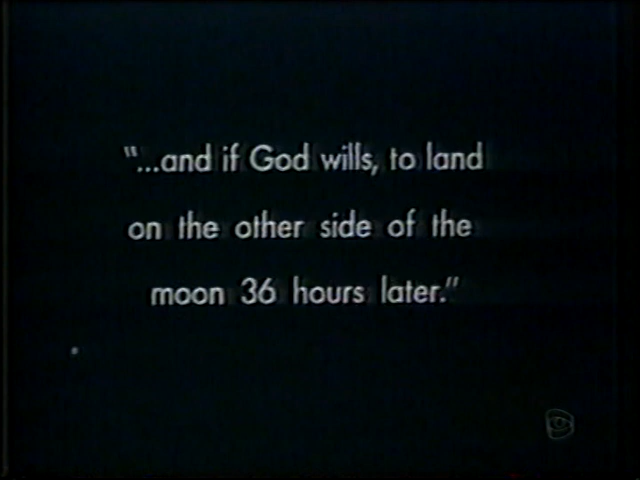 "...and if God wills, to land
on the other side of the
moon 36 hours later."